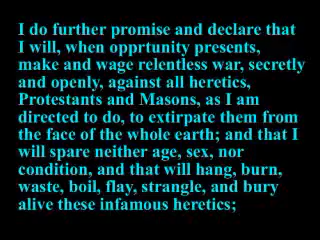 I do further promise and declare that
I will, when opprtunity presents,
make and wage relentless war, secretly
and openly, against all heretics,
Protestants and Masons, as I am
directed to do, to extirpate them from
the face of the whole earth; and that I
will spare neither age, sex, nor
condition, and that will hang, burn,
waste, boil, flay, strangle, and bury
alive these infamous heretics;